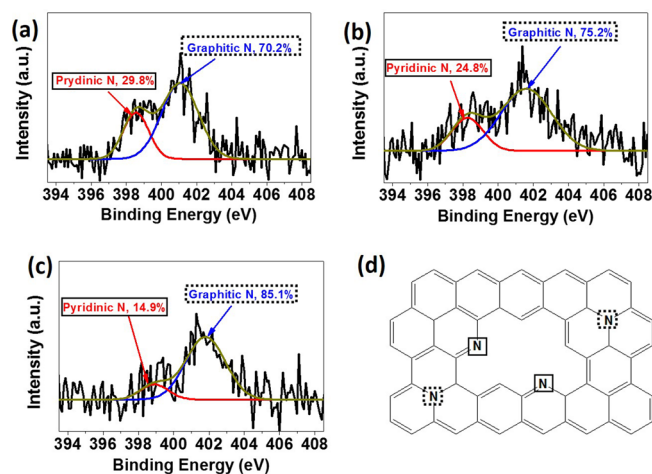 (a)
Graphitic N, 70.2%
Prydinic N, 29.8%
Intensity (a.u.)
394 396 398 400 402 404 406 408
Binding Energy (eV)
(b)
Graphitic N, 75.2%
Pyridinic N, 24.8%
Intensity (a.u.)
394 396 398 400 402 404 406 408
Binding Energy (eV)
(c)
Pyridinic N, 14.9%
Graphitic N, 85.1%
Intensity (a.u.)
394 396 398 400 402 404 406 408
Binding Energy (eV)
(d)
N
N
N
N